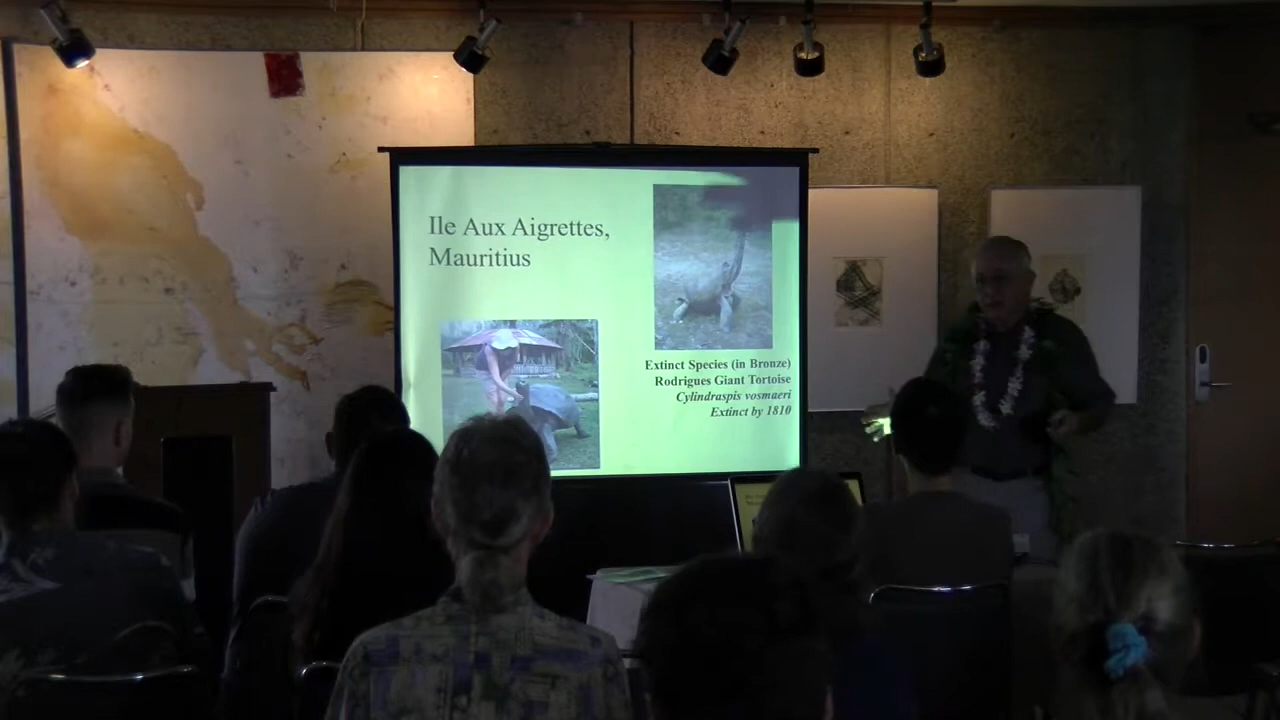 Ile Aux Aigrettes,
Mauritius
Extinct Species (in Bronze)
Rodrigues Giant Tortoise
Cylindraspis vosmaeri
Extinct by 1810